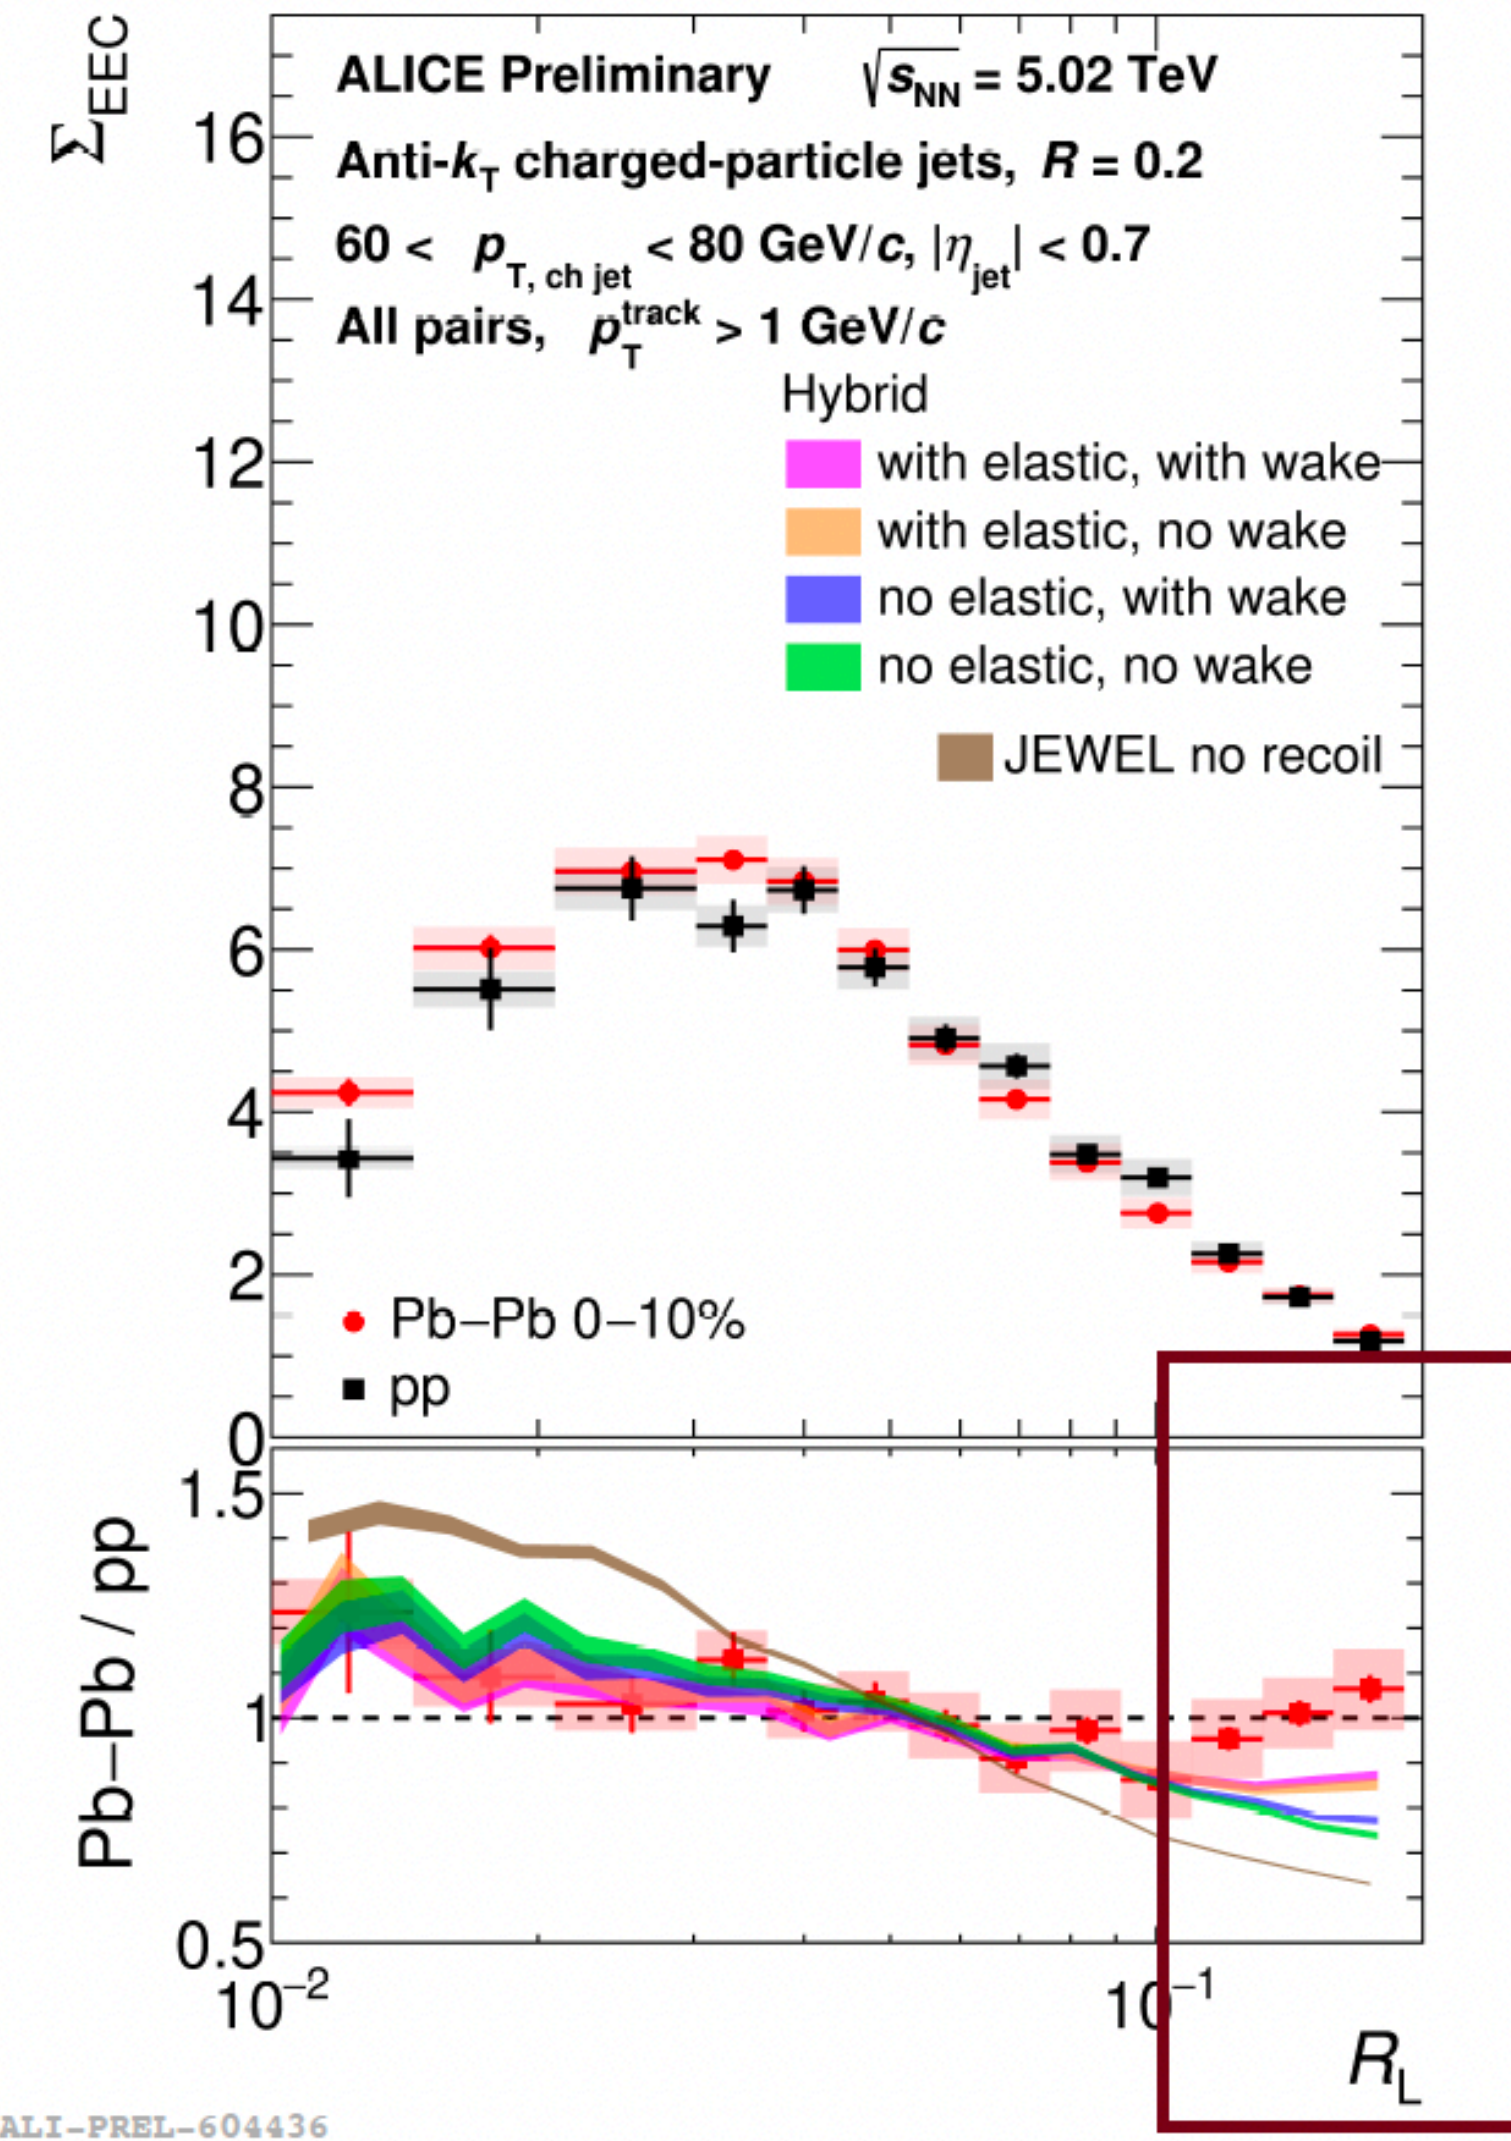 Σ_EEC
ALICE Preliminary √s_NN = 5.02 TeV
Anti-k_T charged-particle jets, R = 0.2
60 < p_T, ch jet < 80 GeV/c, |η_jet| < 0.7
All pairs, p_T^track > 1 GeV/c
Hybrid
with elastic, with wake
with elastic, no wake
no elastic, with wake
no elastic, no wake
JEWEL no recoil
16
14
12
10
8
6
4
2
0
Pb–Pb 0–10%
pp
Pb–Pb / pp
1.5
1
0.5
10⁻²
10⁻¹
R_L
ALI-PREL-604436